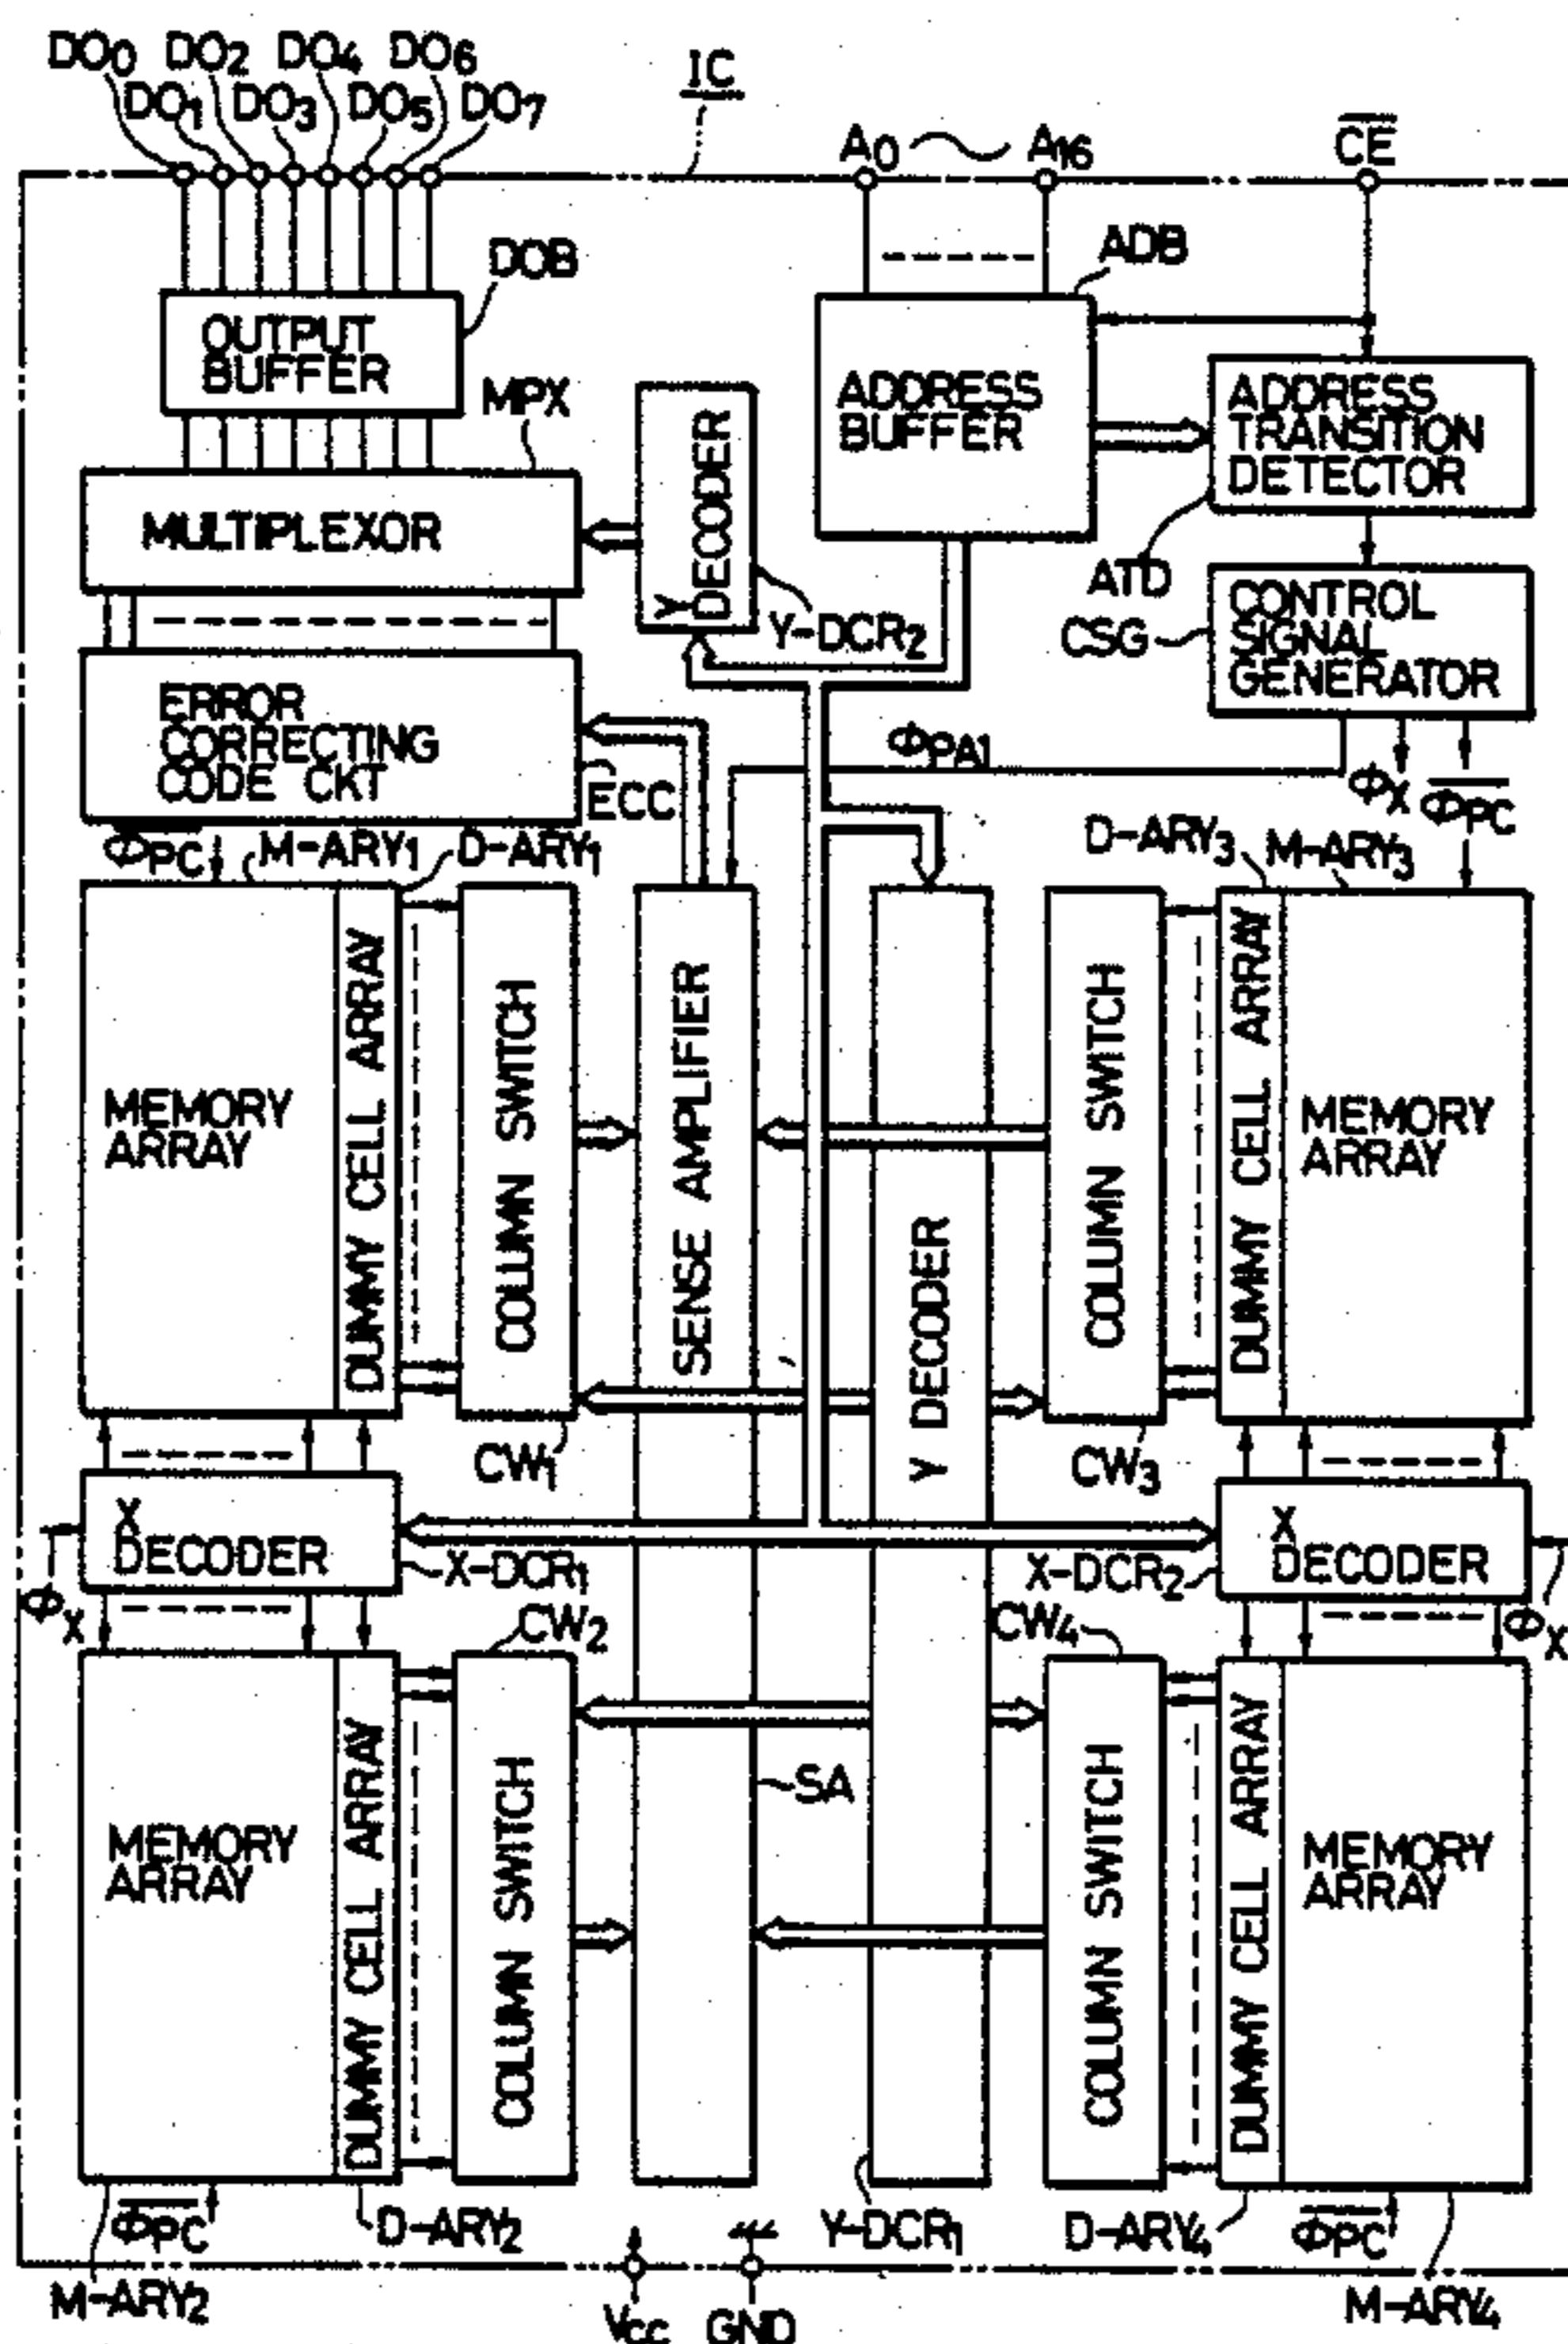 DO0 DO2 DO4 DO6
DO1 DO3 DO5 DO7
IC
A0 ~ A16
CE
DOB
ADB
OUTPUT
BUFFER
MPX
MULTIPLEXOR
Y
DECODER
Y-DCR2
ADDRESS
BUFFER
ADDRESS
TRANSITION
DETECTOR
ATD
CSG
CONTROL
SIGNAL
GENERATOR
ERROR
CORRECTING
CODE CKT
ECC
ΦPA1
ΦX
ΦPC
ΦPC
M-ARY1
D-ARY1
D-ARY3
M-ARY3
MEMORY
ARRAY
DUMMY CELL ARRAY
COLUMN SWITCH
SENSE AMPLIFIER
Y DECODER
COLUMN SWITCH
DUMMY CELL ARRAY
MEMORY
ARRAY
CW1
CW3
X
DECODER
X-DCR1
X-DCR2
X
DECODER
ΦX
CW2
CW4
ΦX
MEMORY
ARRAY
DUMMY CELL ARRAY
COLUMN SWITCH
SA
COLUMN SWITCH
DUMMY CELL ARRAY
MEMORY
ARRAY
ΦPC
D-ARY2
Y-DCR1
D-ARY4
ΦPC
M-ARY2
VCC
GND
M-ARY4